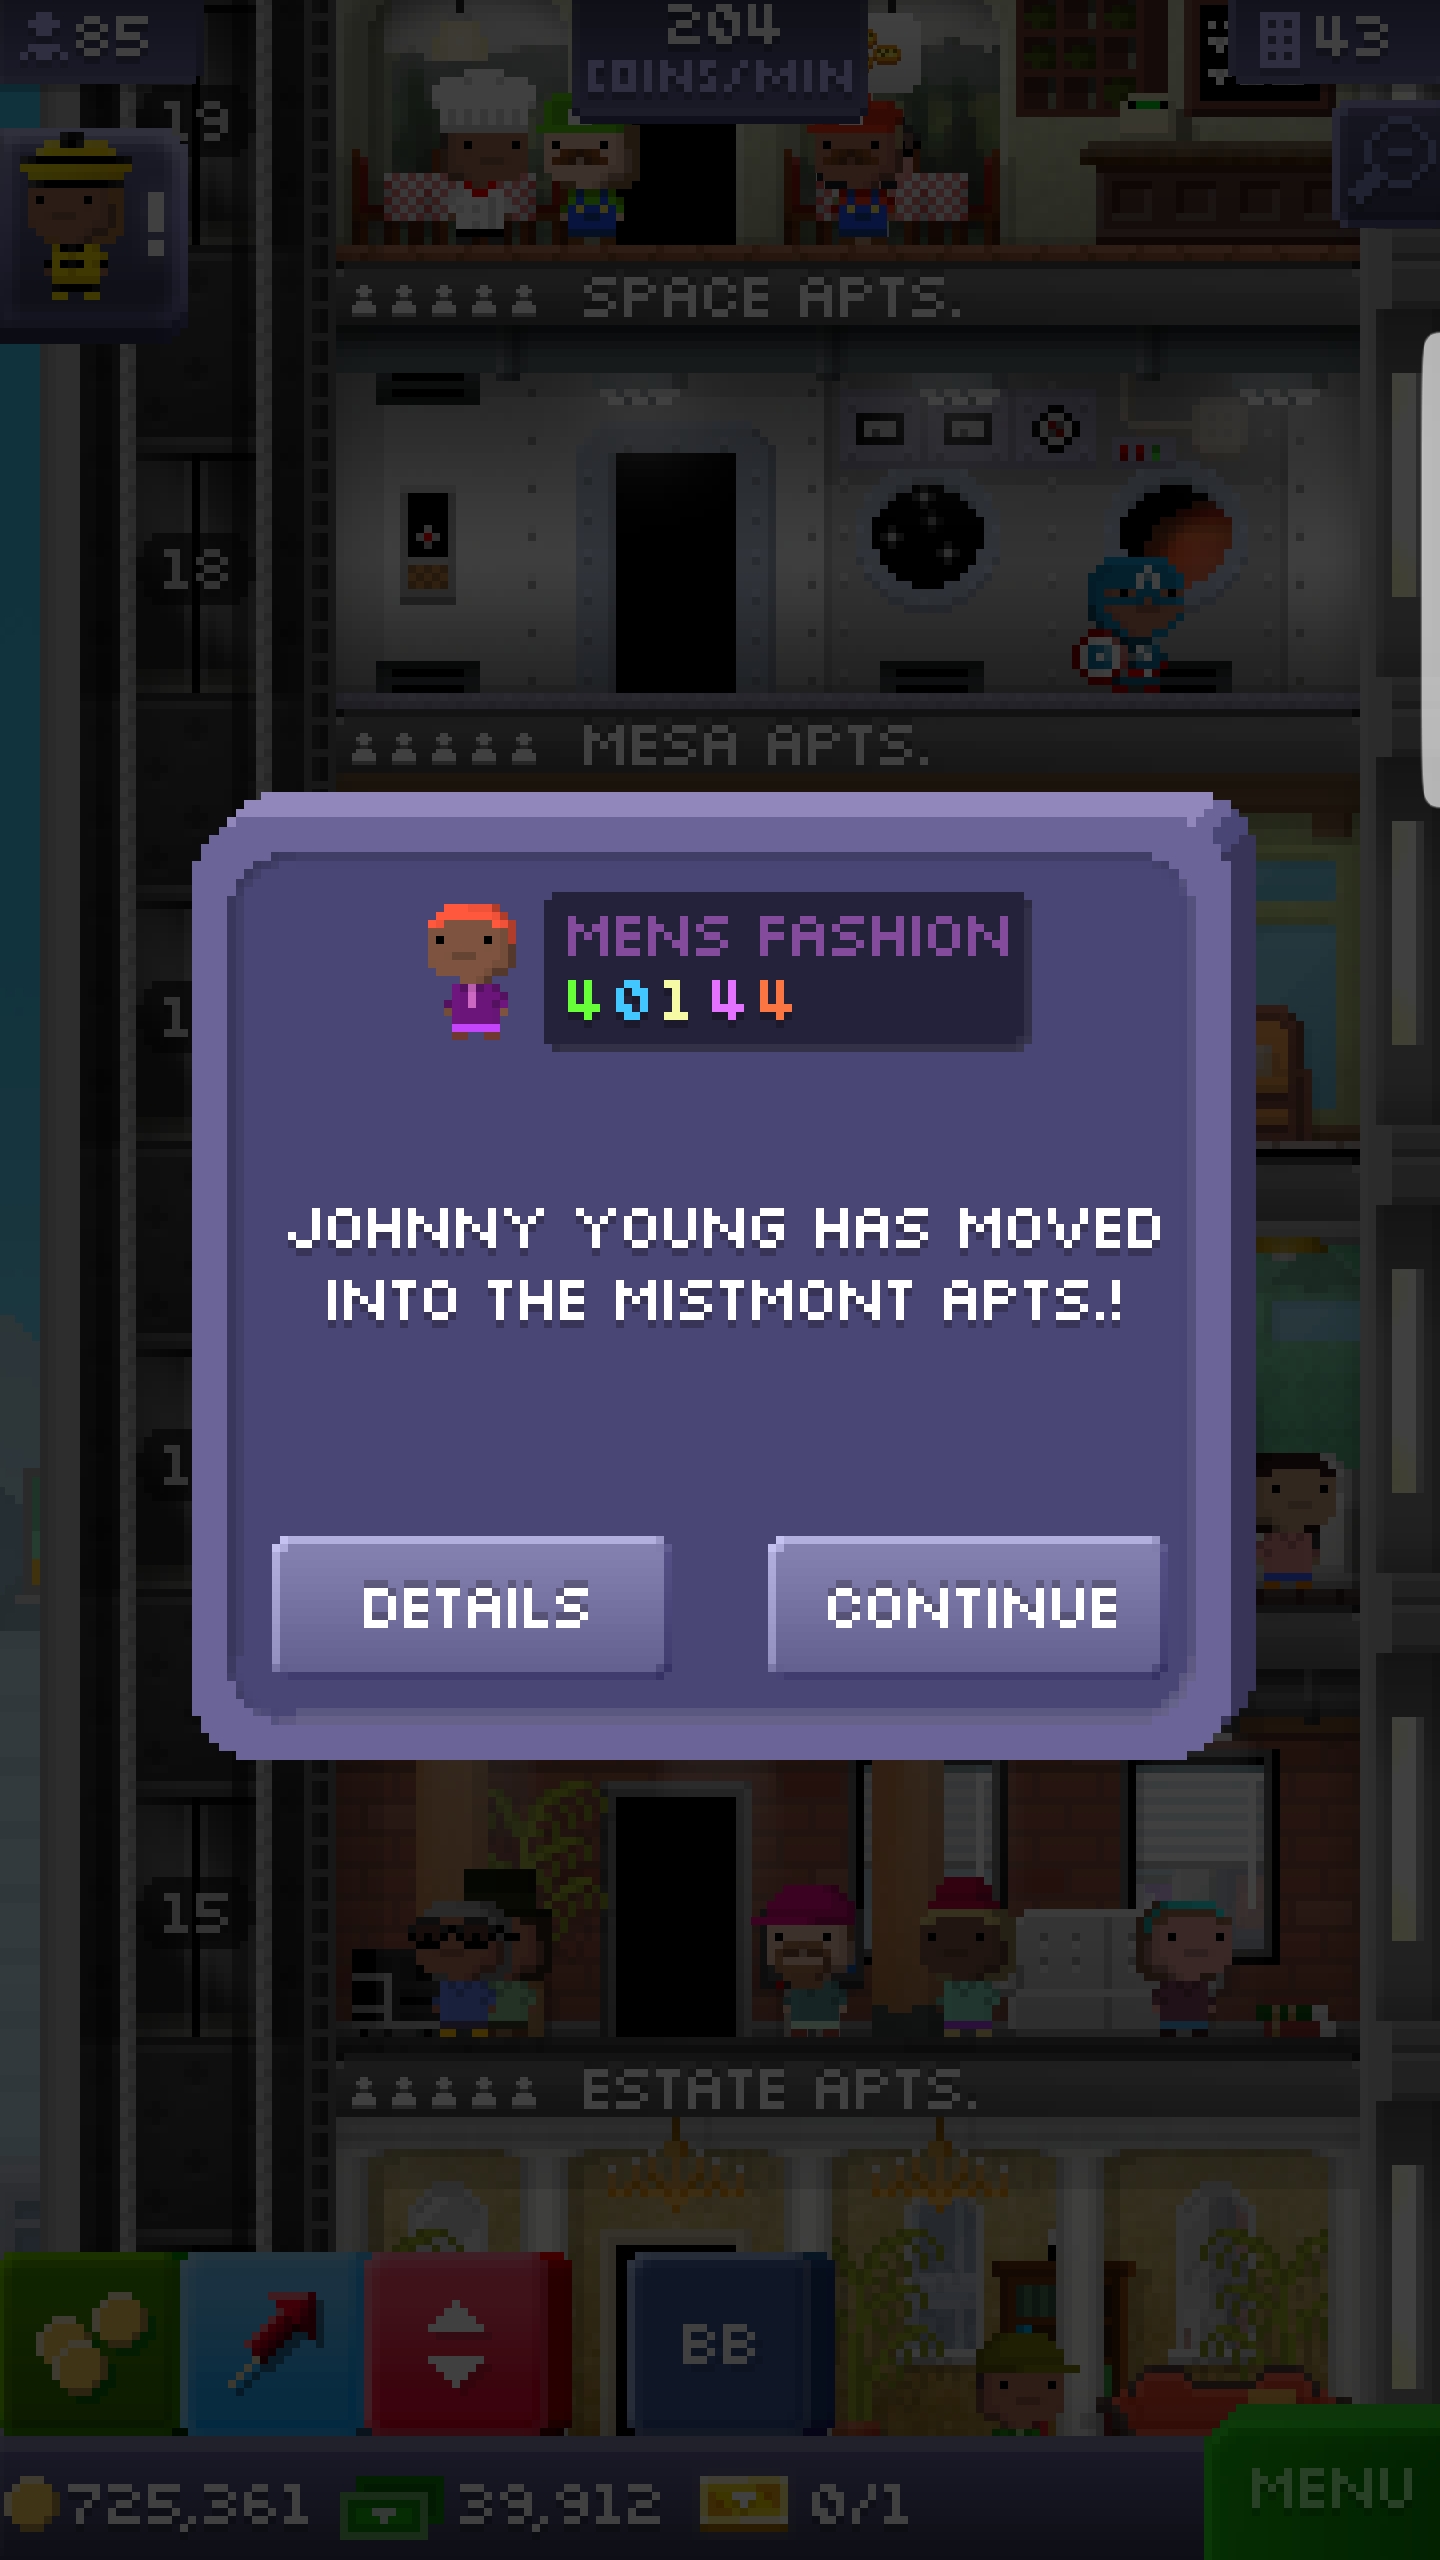 85
204
COINS/MIN
43
19
!
SPACE APTS.
18
A
MESA APTS.
MENS FASHION
40144
JOHNNY YOUNG HAS MOVED
INTO THE MISTMONT APTS.!
DETAILS
CONTINUE
15
ESTATE APTS.
BB
725,361
39,912
0/1
MENU